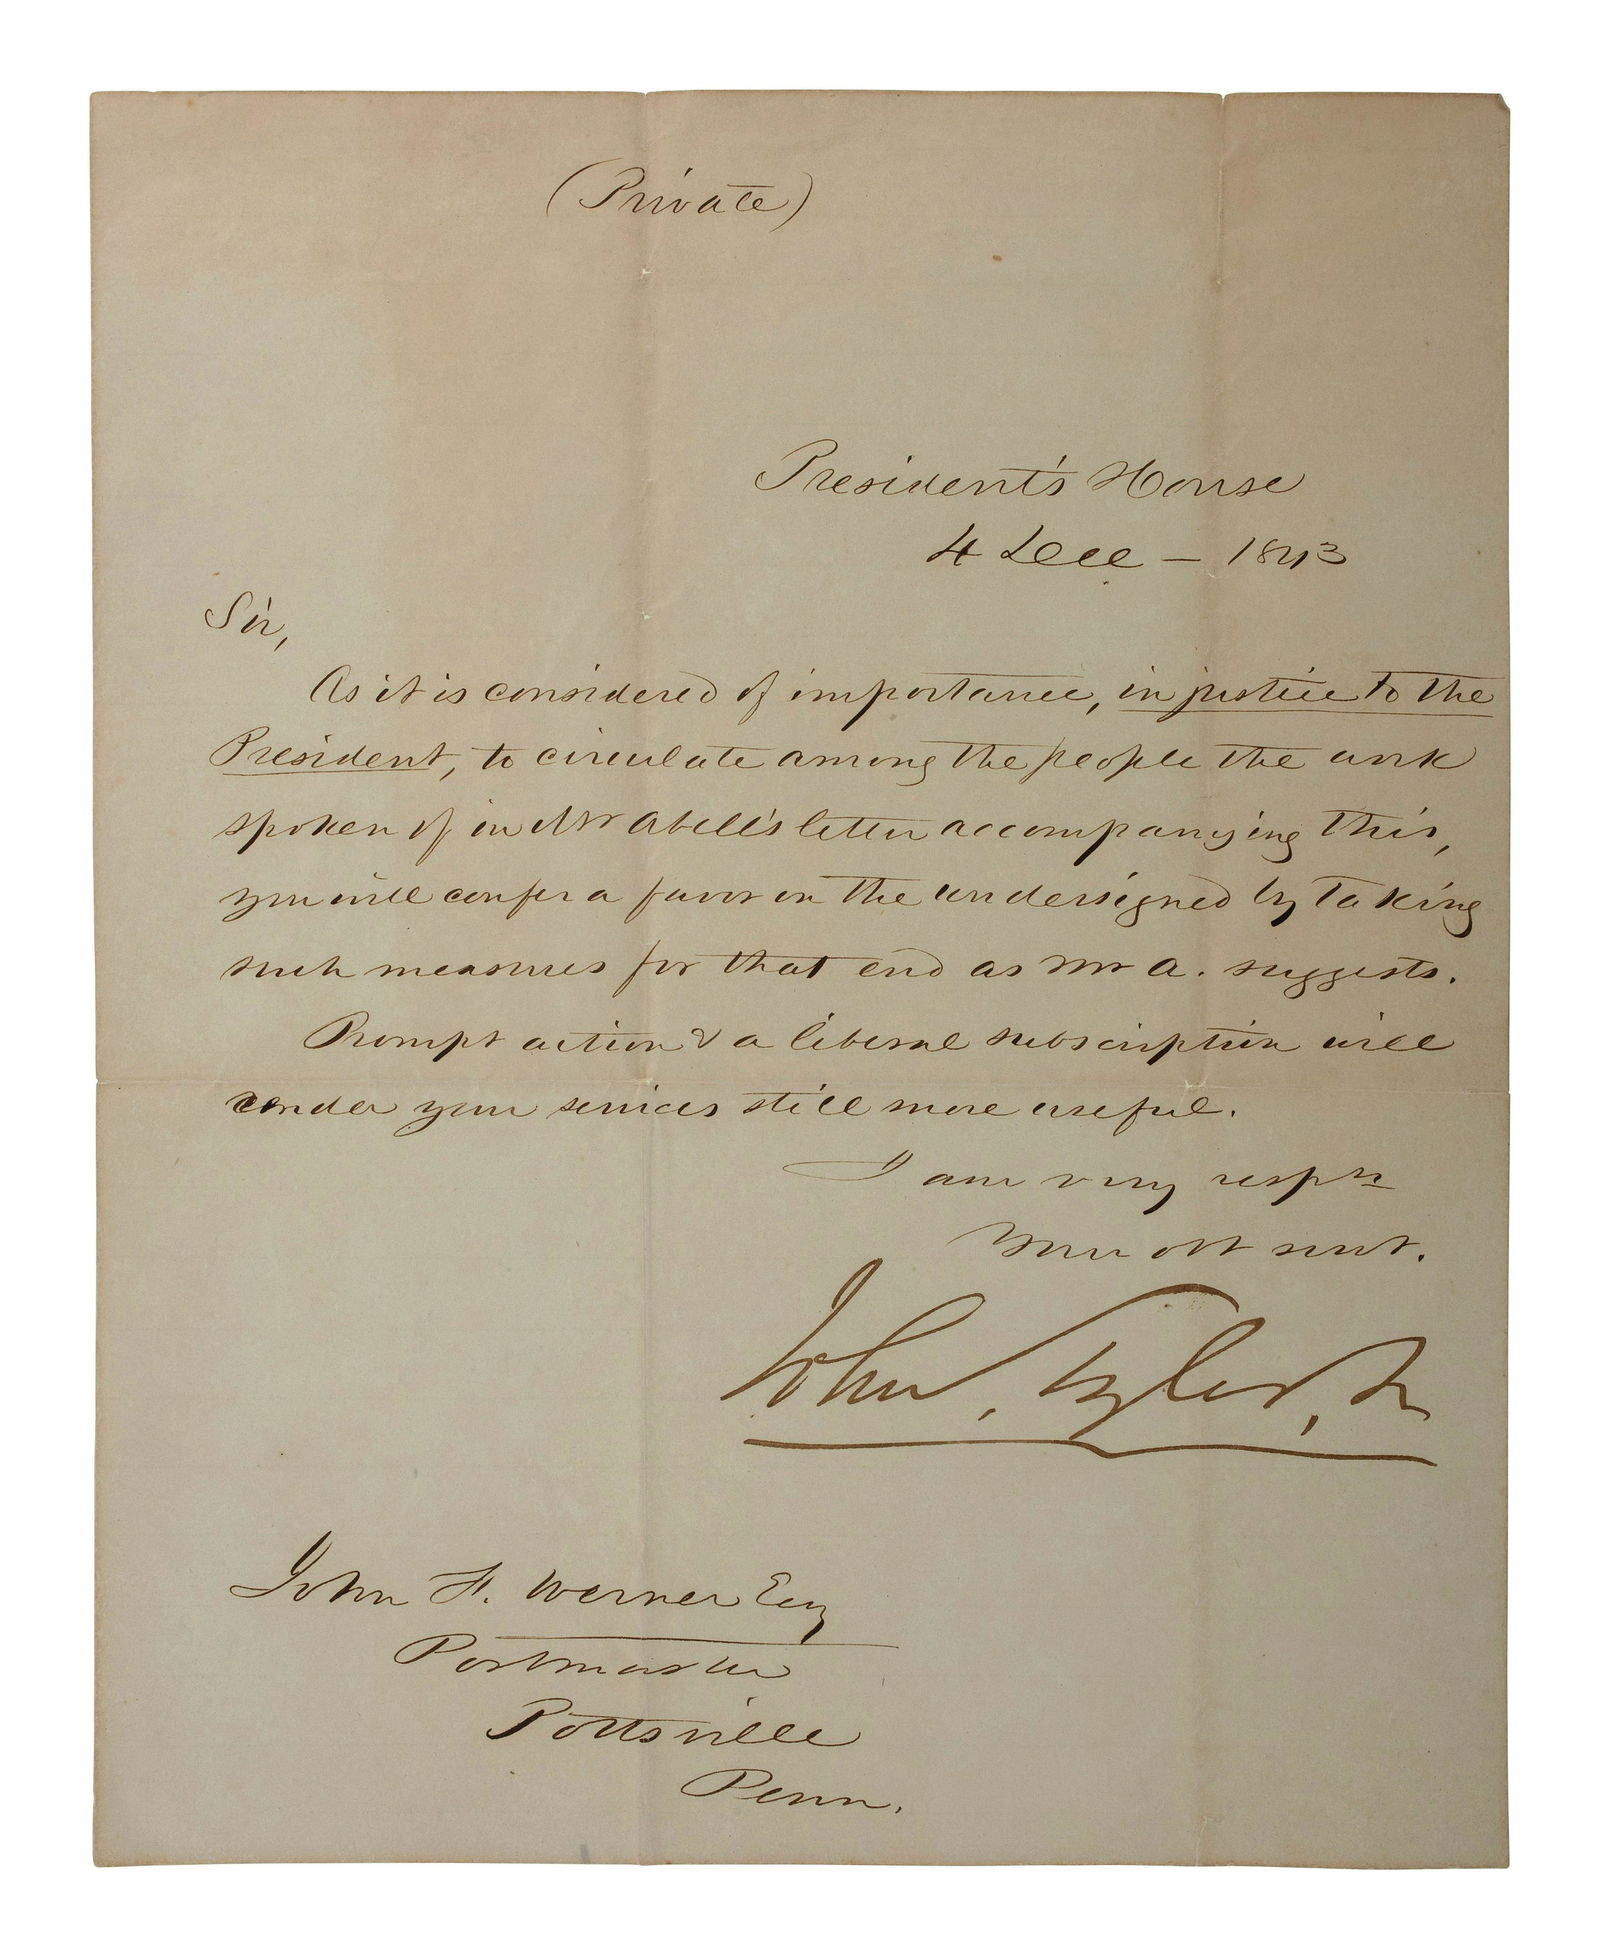 (Private)
President's House
4 Dec — 1843
Sir,
As it is considered of importance, in justice to the
President, to circulate among the people the work
spoken of in Mr Abell's letter accompanying this,
you will confer a favor on the undersigned by taking
such measures for that end as Mr A. suggests.
Prompt action & a liberal subscription will
render your services still more useful.
I am very resply
Your obt servt.
John, Tyler, Jr
John F. Werner Esq
Postmaster
Pottsville
Penn.